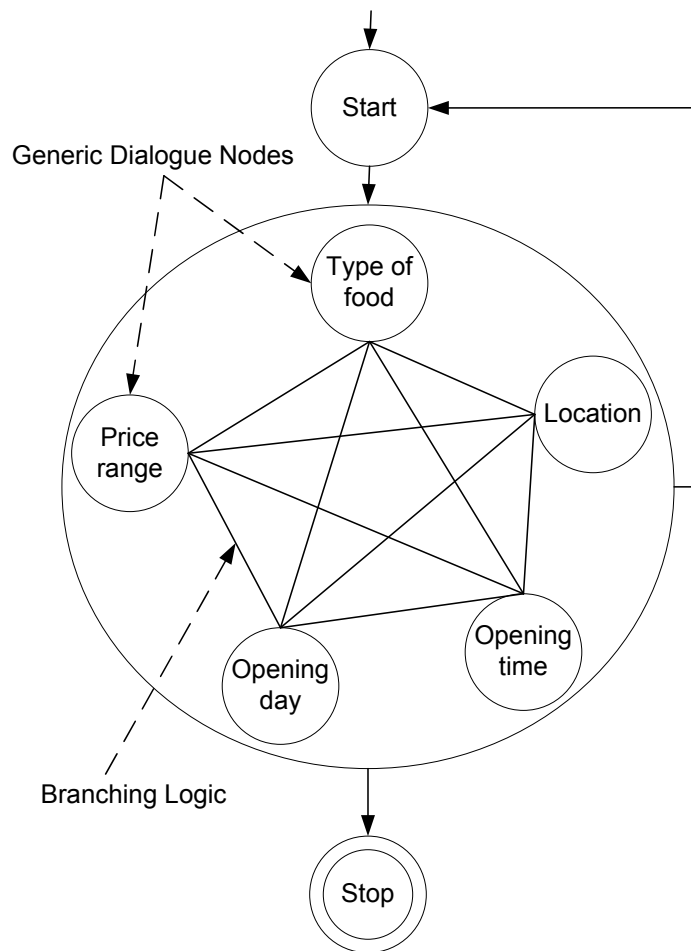 Start
Generic Dialogue Nodes
Type of
food
Location
Price
range
Opening
time
Opening
day
Branching Logic
Stop